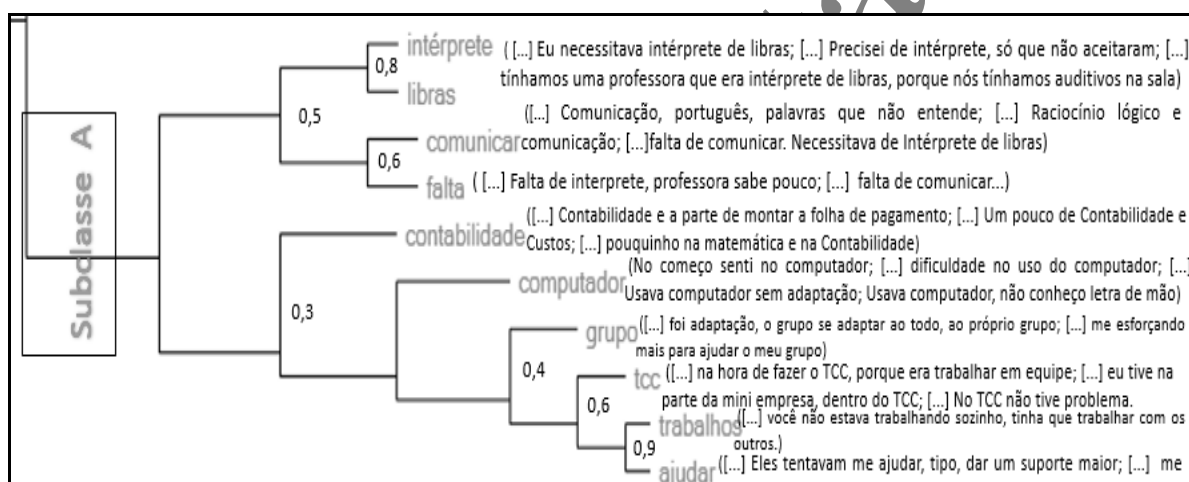 intérprete ( [...] Eu necessitava intérprete de libras; [...] Precisei de intérprete, só que não aceitaram; [...]
0,8
tínhamos uma professora que era intérprete de libras, porque nós tínhamos auditivos na sala)
libras
0,5
([...] Comunicação, português, palavras que não entende; [...] Raciocínio lógico e
comunicar comunicação; [...]falta de comunicar. Necessitava de Intérprete de libras)
0,6
falta ( [...] Falta de interprete, professora sabe pouco; [...] falta de comunicar...)
Subclasse A
([...] Contabilidade e a parte de montar a folha de pagamento; [...] Um pouco de Contabilidade e
contabilidade Custos; [...] pouquinho na matemática e na Contabilidade)
(No começo senti no computador; [...] dificuldade no uso do computador; [...]
computador Usava computador sem adaptação; Usava computador, não conheço letra de mão)
0,3
grupo ([...] foi adaptação, o grupo se adaptar ao todo, ao próprio grupo; [...] me esforçando
mais para ajudar o meu grupo)
0,4
tcc ([...] na hora de fazer o TCC, porque era trabalhar em equipe; [...] eu tive na
parte da mini empresa, dentro do TCC; [...] No TCC não tive problema.
0,6
trabalhos ([...] você não estava trabalhando sozinho, tinha que trabalhar com os
outros.)
0,9
ajudar ([...] Eles tentavam me ajudar, tipo, dar um suporte maior; [...] me